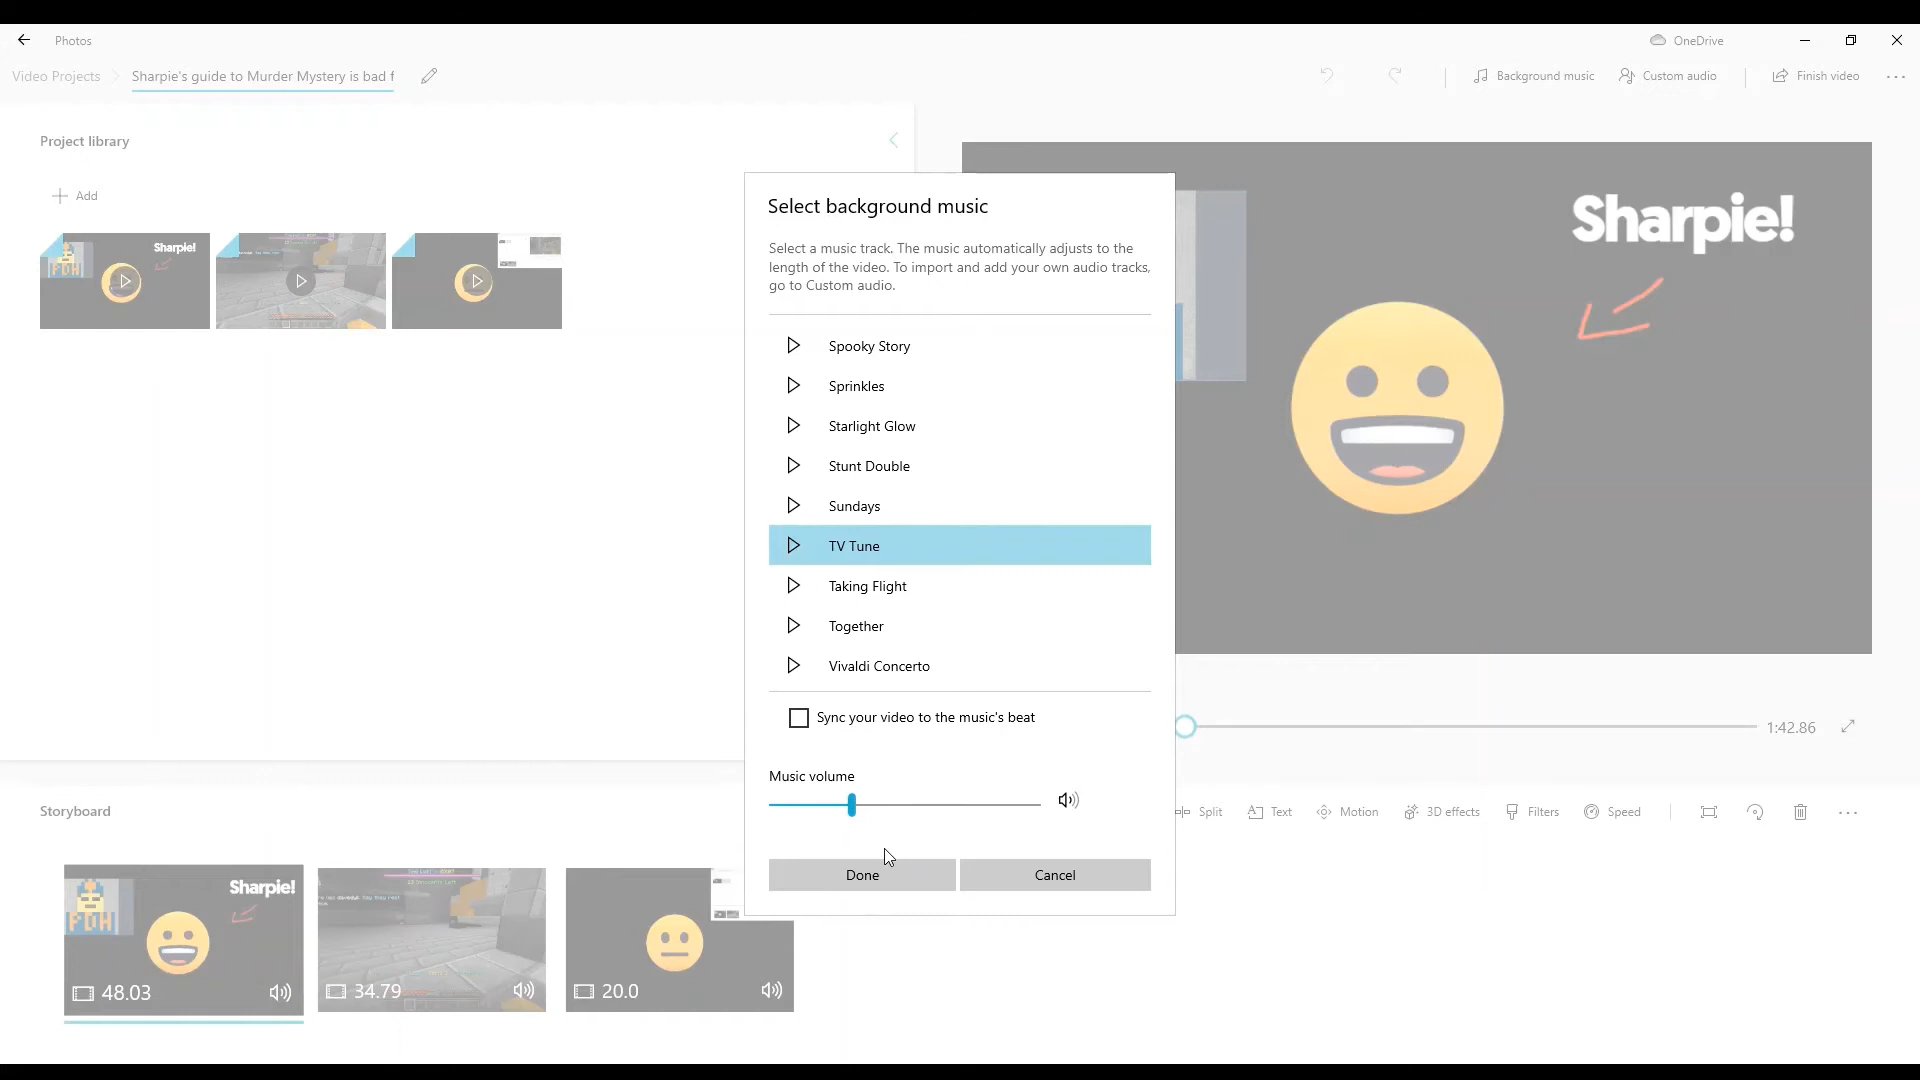 Photos
OneDrive
Video Projects
Sharpie's guide to Murder Mystery is bad f
Background music
Custom audio
Finish video
Project library
Add
Sharpie!
PDH
Select background music
Select a music track. The music automatically adjusts to the
length of the video. To import and add your own audio tracks,
go to Custom audio.
Spooky Story
Sprinkles
Starlight Glow
Stunt Double
Sundays
TV Tune
Taking Flight
Together
Vivaldi Concerto
Sync your video to the music's beat
Music volume
Done
Cancel
Sharpie!
1:42.86
Storyboard
Split
Text
Motion
3D effects
Filters
Speed
Sharpie!
PDH
48.03
34.79
20.0